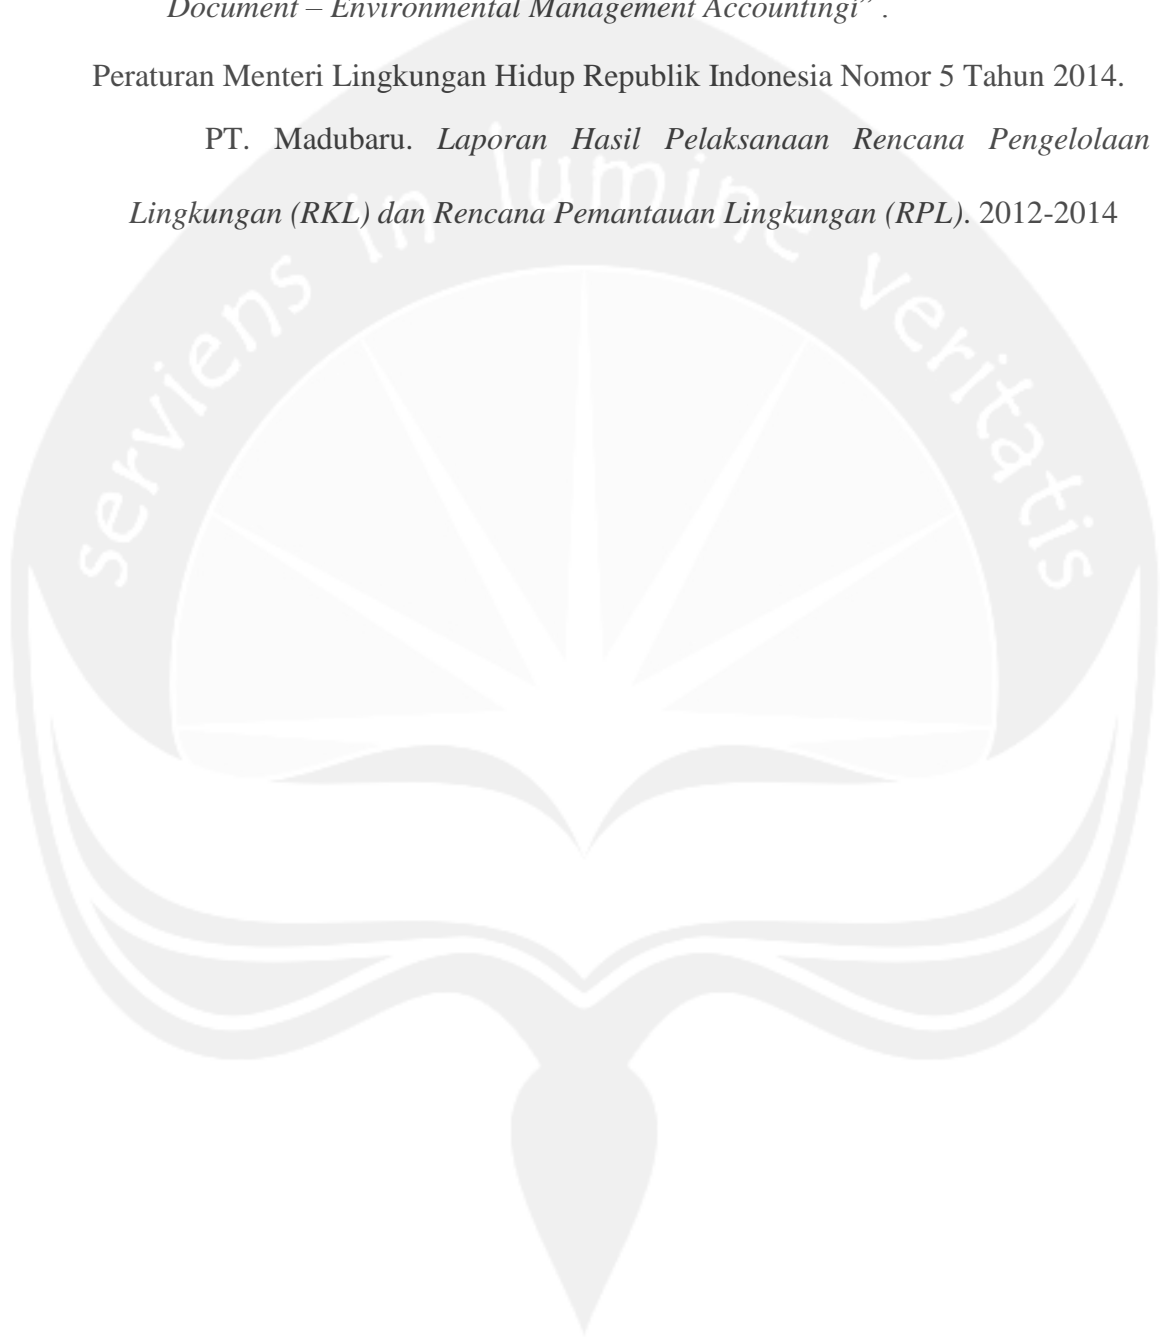 Document – Environmental Management Accountingi” .
Peraturan Menteri Lingkungan Hidup Republik Indonesia Nomor 5 Tahun 2014.
PT. Madubaru. Laporan Hasil Pelaksanaan Rencana Pengelolaan
Lingkungan (RKL) dan Rencana Pemantauan Lingkungan (RPL). 2012-2014
serviens in lumine veritatis